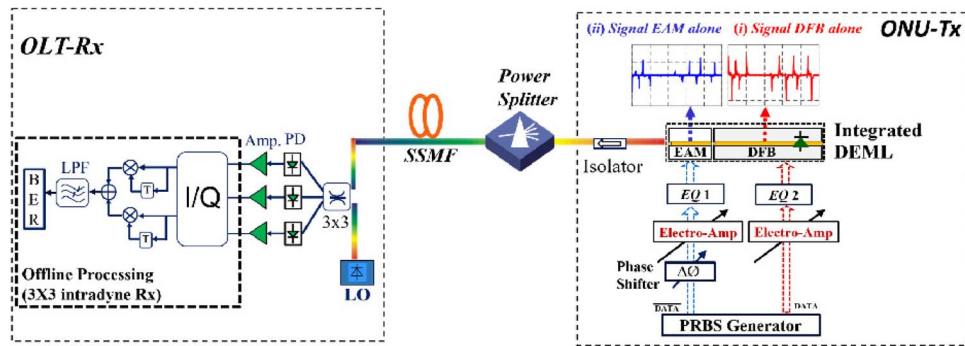 OLT-Rx
BER
LPF
T
T
I/Q
Amp. PD
3x3
LO
Offline Processing
(3X3 intradyne Rx)
SSMF
Power
Splitter
Isolator
(ii) Signal EAM alone
(i) Signal DFB alone
ONU-Tx
EAM
DFB
Integrated
DEML
EQ 1
EQ 2
Electro-Amp
Electro-Amp
Phase
Shifter
ΔØ
DATA
DATA
PRBS Generator